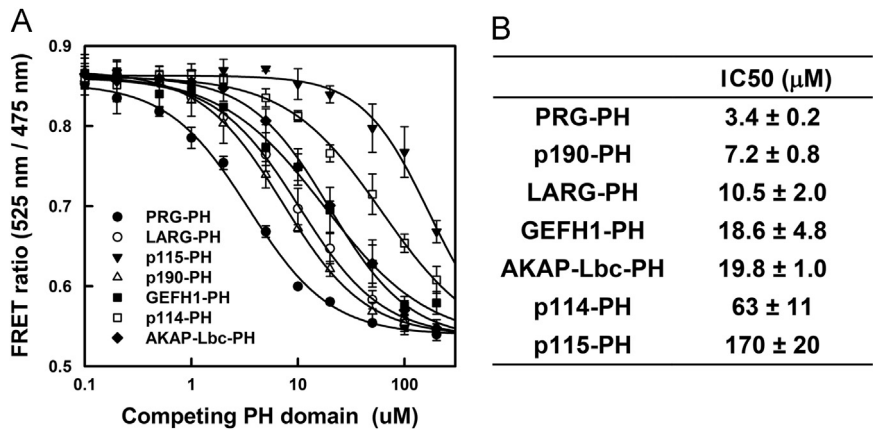 A
FRET ratio (525 nm / 475 nm)
0.9
0.8
0.7
0.6
0.5
PRG-PH
LARG-PH
p115-PH
p190-PH
GEFH1-PH
p114-PH
AKAP-Lbc-PH
0.1
1
10
100
Competing PH domain (uM)
B
IC50 (μM)
PRG-PH 3.4 ± 0.2
p190-PH 7.2 ± 0.8
LARG-PH 10.5 ± 2.0
GEFH1-PH 18.6 ± 4.8
AKAP-Lbc-PH 19.8 ± 1.0
p114-PH 63 ± 11
p115-PH 170 ± 20